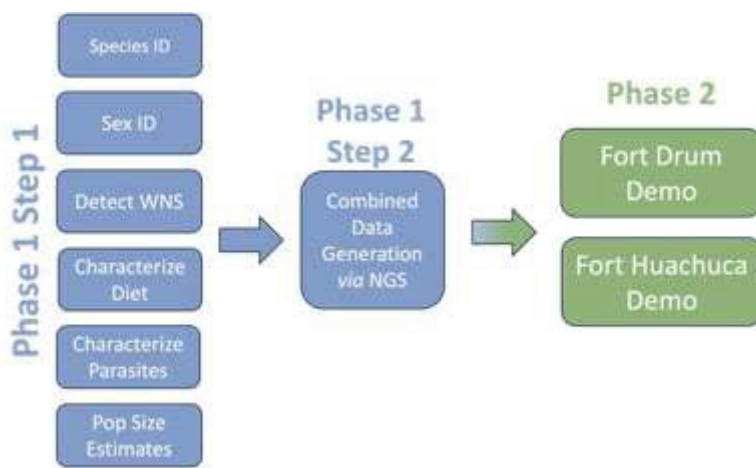 Phase 1 Step 1
Species ID
Sex ID
Detect WNS
Characterize
Diet
Characterize
Parasites
Pop Size
Estimates
Phase 1
Step 2
Combined
Data
Generation
via NGS
Phase 2
Fort Drum
Demo
Fort Huachuca
Demo